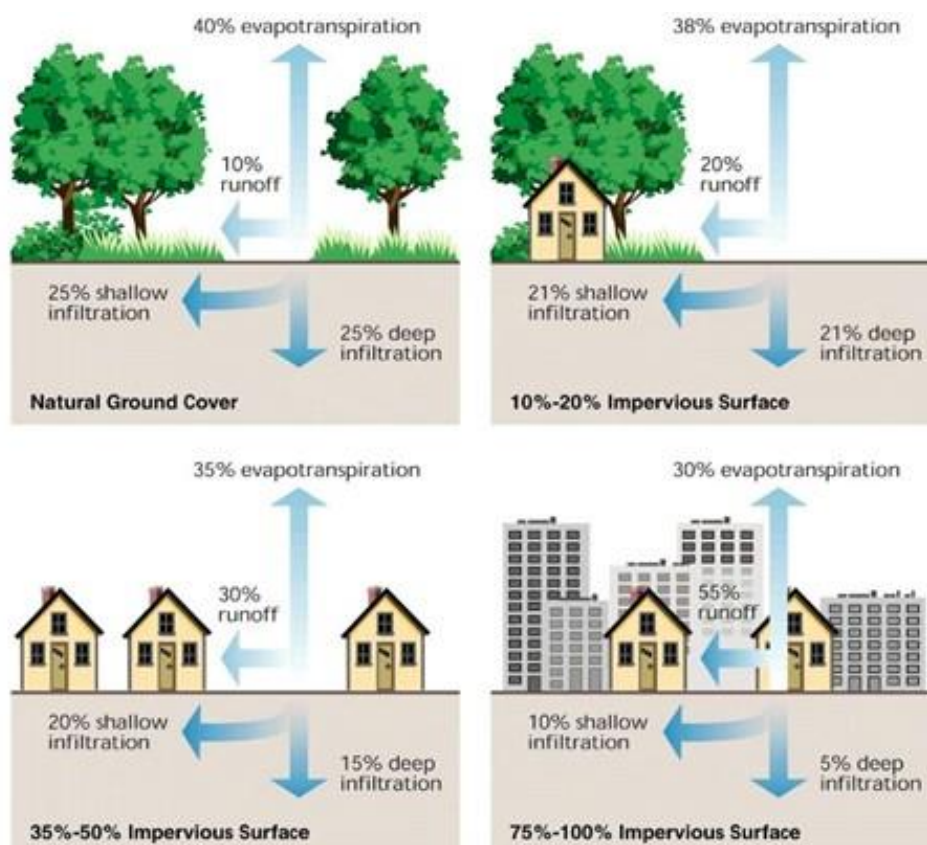 40% evapotranspiration
10%
runoff
25% shallow
infiltration
25% deep
infiltration
Natural Ground Cover
38% evapotranspiration
20%
runoff
21% shallow
infiltration
21% deep
infiltration
10%-20% Impervious Surface
35% evapotranspiration
30%
runoff
20% shallow
infiltration
15% deep
infiltration
35%-50% Impervious Surface
30% evapotranspiration
55%
runoff
10% shallow
infiltration
5% deep
infiltration
75%-100% Impervious Surface